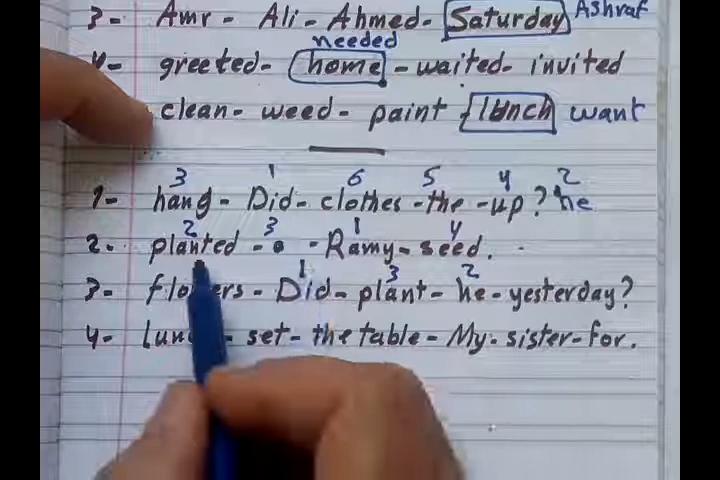 3- Amr - Ali - Ahmed - Saturday Ashraf
needed
4- greeted - home - waited - invited
clean - weed - paint - lunch want
3 1 6 5 4 2
1- hang - Did - clothes - the - up? he
2 3 1 4
2- planted - a - Ramy - seed.
1 3 2
3- flowers - Did - plant - he - yesterday?
4- set - the table - My sister - for.